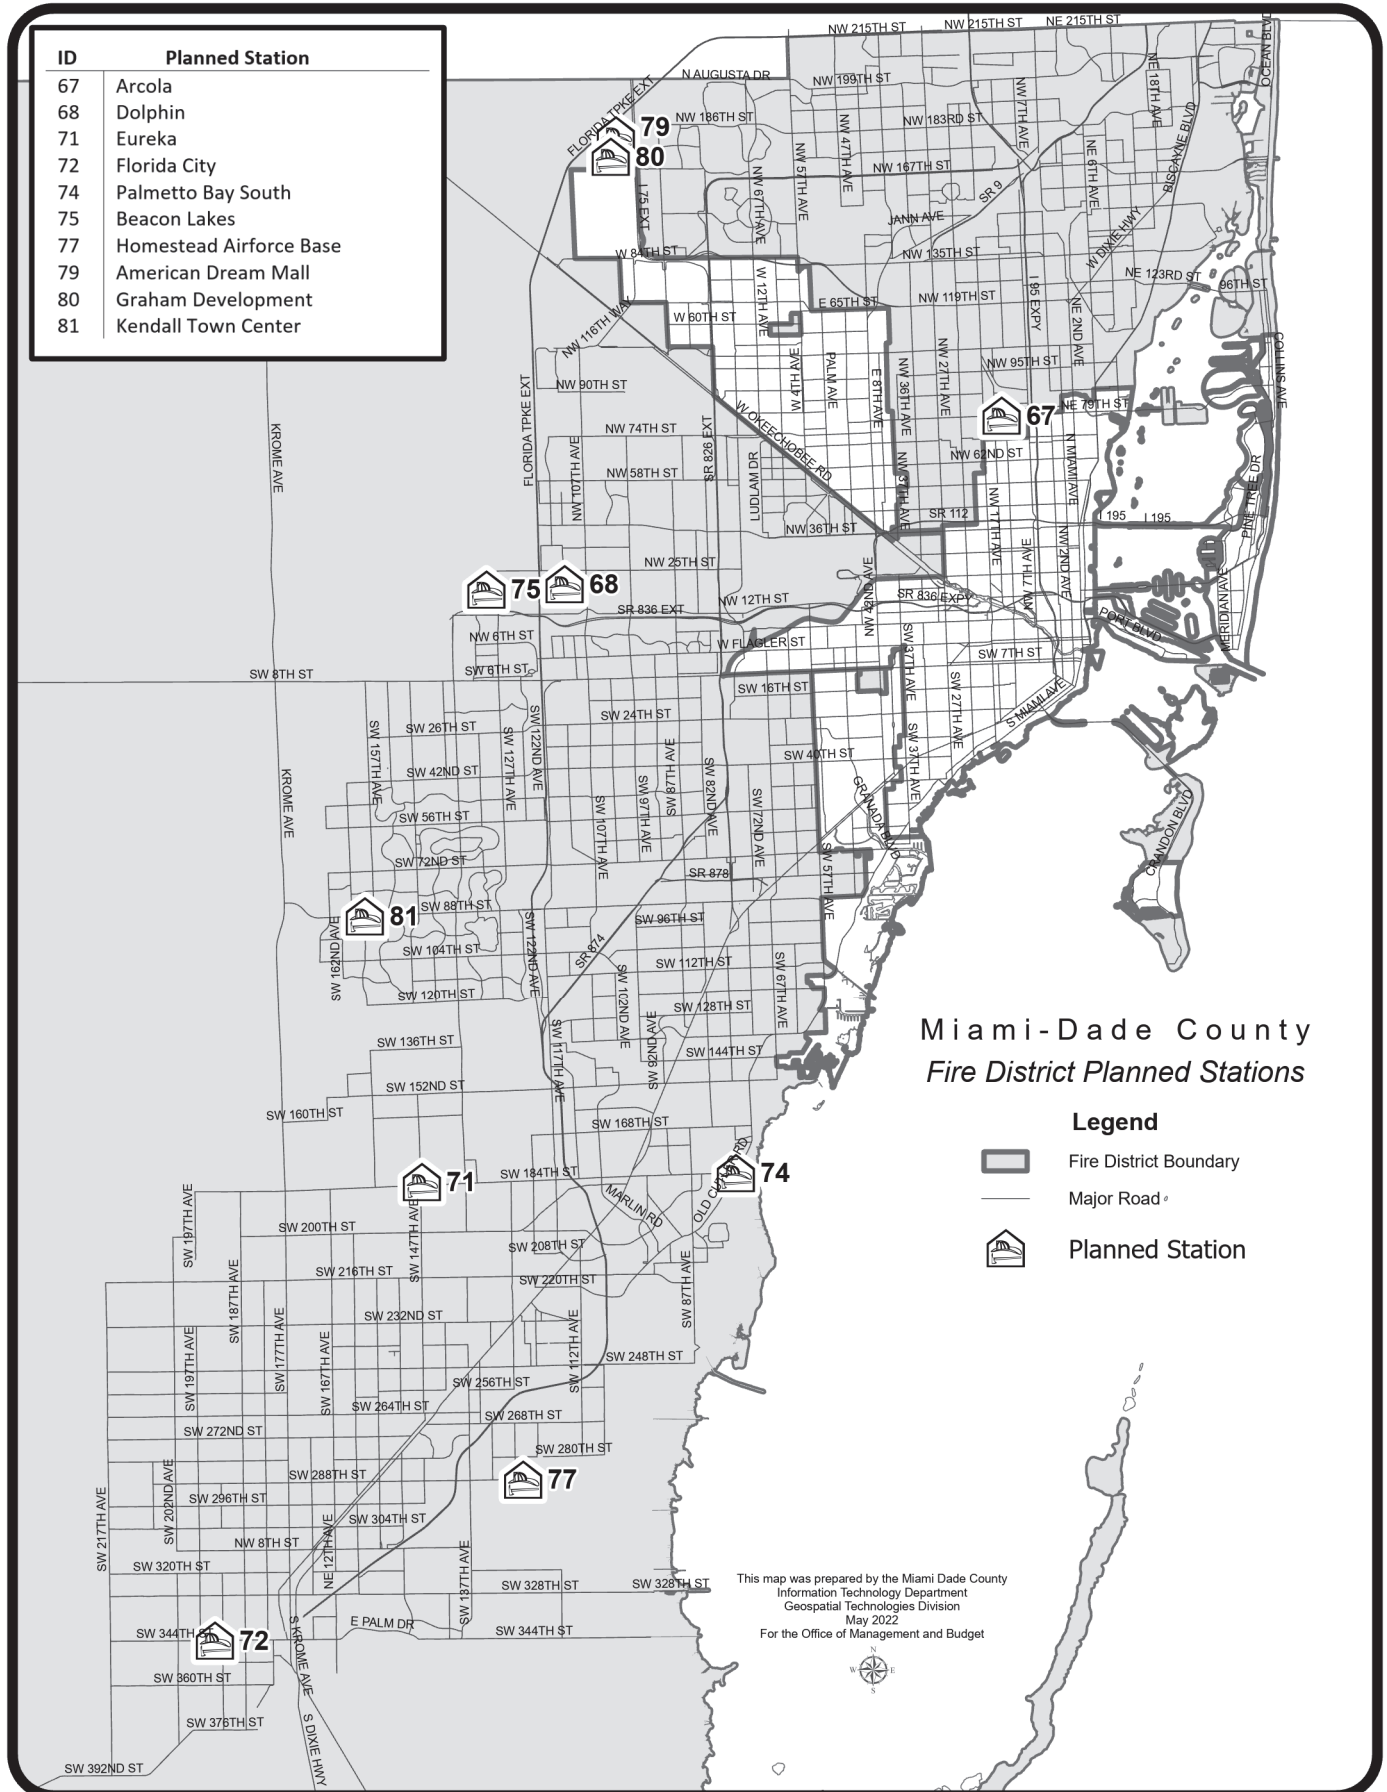 ID Planned Station
67 Arcola
68 Dolphin
71 Eureka
72 Florida City
74 Palmetto Bay South
75 Beacon Lakes
77 Homestead Airforce Base
79 American Dream Mall
80 Graham Development
81 Kendall Town Center
NW 215TH ST
NW 215TH ST
NE 215TH ST
OCEAN BLVD
N AUGUSTA DR
NW 199TH ST
NE 18TH AVE
FLORIDA TPKE EXT
79
80
NW 186TH ST
NW 183RD ST
NW 7TH AVE
NW 47TH AVE
NW 57TH AVE
NW 67TH AVE
NE 6TH AVE
BISCAYNE BLVD
NW 167TH ST
I 75 EXT
SR 9
JANN AVE
W DIXIE HWY
W 84TH ST
NW 135TH ST
NE 123RD ST
96TH ST
W 12TH AVE
E 65TH ST
NW 119TH ST
I 95 EXPY
NE 2ND AVE
NW 116TH WAY
W 60TH ST
W 4TH AVE
PALM AVE
E 8TH AVE
NW 36TH AVE
NW 27TH AVE
NW 95TH ST
COLLINS AVE
NW 90TH ST
FLORIDA TPKE EXT
W OKEECHOBEE RD
67
NE 79TH ST
KROME AVE
NW 74TH ST
NW 107TH AVE
NW 58TH ST
SR 826 EXT
LUDLAM DR
NW 37TH AVE
NW 62ND ST
N MIAMI AVE
PINE TREE DR
NW 36TH ST
SR 112
NW 17TH AVE
I 195
I 195
NW 25TH ST
75
68
NW 42ND AVE
NW 7TH AVE
NW 2ND AVE
MERIDIAN AVE
SR 836 EXT
NW 12TH ST
SR 836 EXPY
PORT BLVD
NW 6TH ST
W FLAGLER ST
SW 37TH AVE
SW 7TH ST
SW 8TH ST
SW 6TH ST
SW 16TH ST
SW 27TH AVE
S MIAMI AVE
SW 157TH AVE
SW 26TH ST
SW 127TH AVE
SW 122ND AVE
SW 24TH ST
SW 87TH AVE
SW 40TH ST
SW 37TH AVE
KROME AVE
SW 42ND ST
SW 97TH AVE
SW 82ND AVE
SW 72ND AVE
GRANADA BLVD
SW 56TH ST
SW 107TH AVE
CRANDON BLVD
SW 72ND ST
SR 878
SW 57TH AVE
81
SW 88TH ST
SW 96TH ST
SW 162ND AVE
SW 104TH ST
SW 122ND AVE
SR 874
SW 112TH ST
SW 67TH AVE
SW 120TH ST
SW 102ND AVE
SW 128TH ST
SW 136TH ST
SW 117TH AVE
SW 92ND AVE
SW 144TH ST
SW 152ND ST
SW 160TH ST
SW 168TH ST
Miami-Dade County
Fire District Planned Stations
Legend
Fire District Boundary
Major Road
Planned Station
71
SW 184TH ST
OLD CUTLER RD
74
MARLIN RD
SW 197TH AVE
SW 200TH ST
SW 147TH AVE
SW 208TH ST
SW 187TH AVE
SW 216TH ST
SW 220TH ST
SW 87TH AVE
SW 232ND ST
SW 197TH AVE
SW 177TH AVE
SW 167TH AVE
SW 112TH AVE
SW 248TH ST
SW 256TH ST
SW 264TH ST
SW 268TH ST
SW 272ND ST
SW 280TH ST
SW 288TH ST
77
SW 202ND AVE
SW 296TH ST
SW 217TH AVE
SW 304TH ST
NW 8TH ST
NE 12TH AVE
SW 137TH AVE
SW 320TH ST
SW 328TH ST
SW 328TH ST
E PALM DR
SW 344TH ST
SW 344TH ST
72
S KROME AVE
SW 360TH ST
SW 376TH ST
S DIXIE HWY
SW 392ND ST
This map was prepared by the Miami Dade County
Information Technology Department
Geospatial Technologies Division
May 2022
For the Office of Management and Budget
N
W E
S